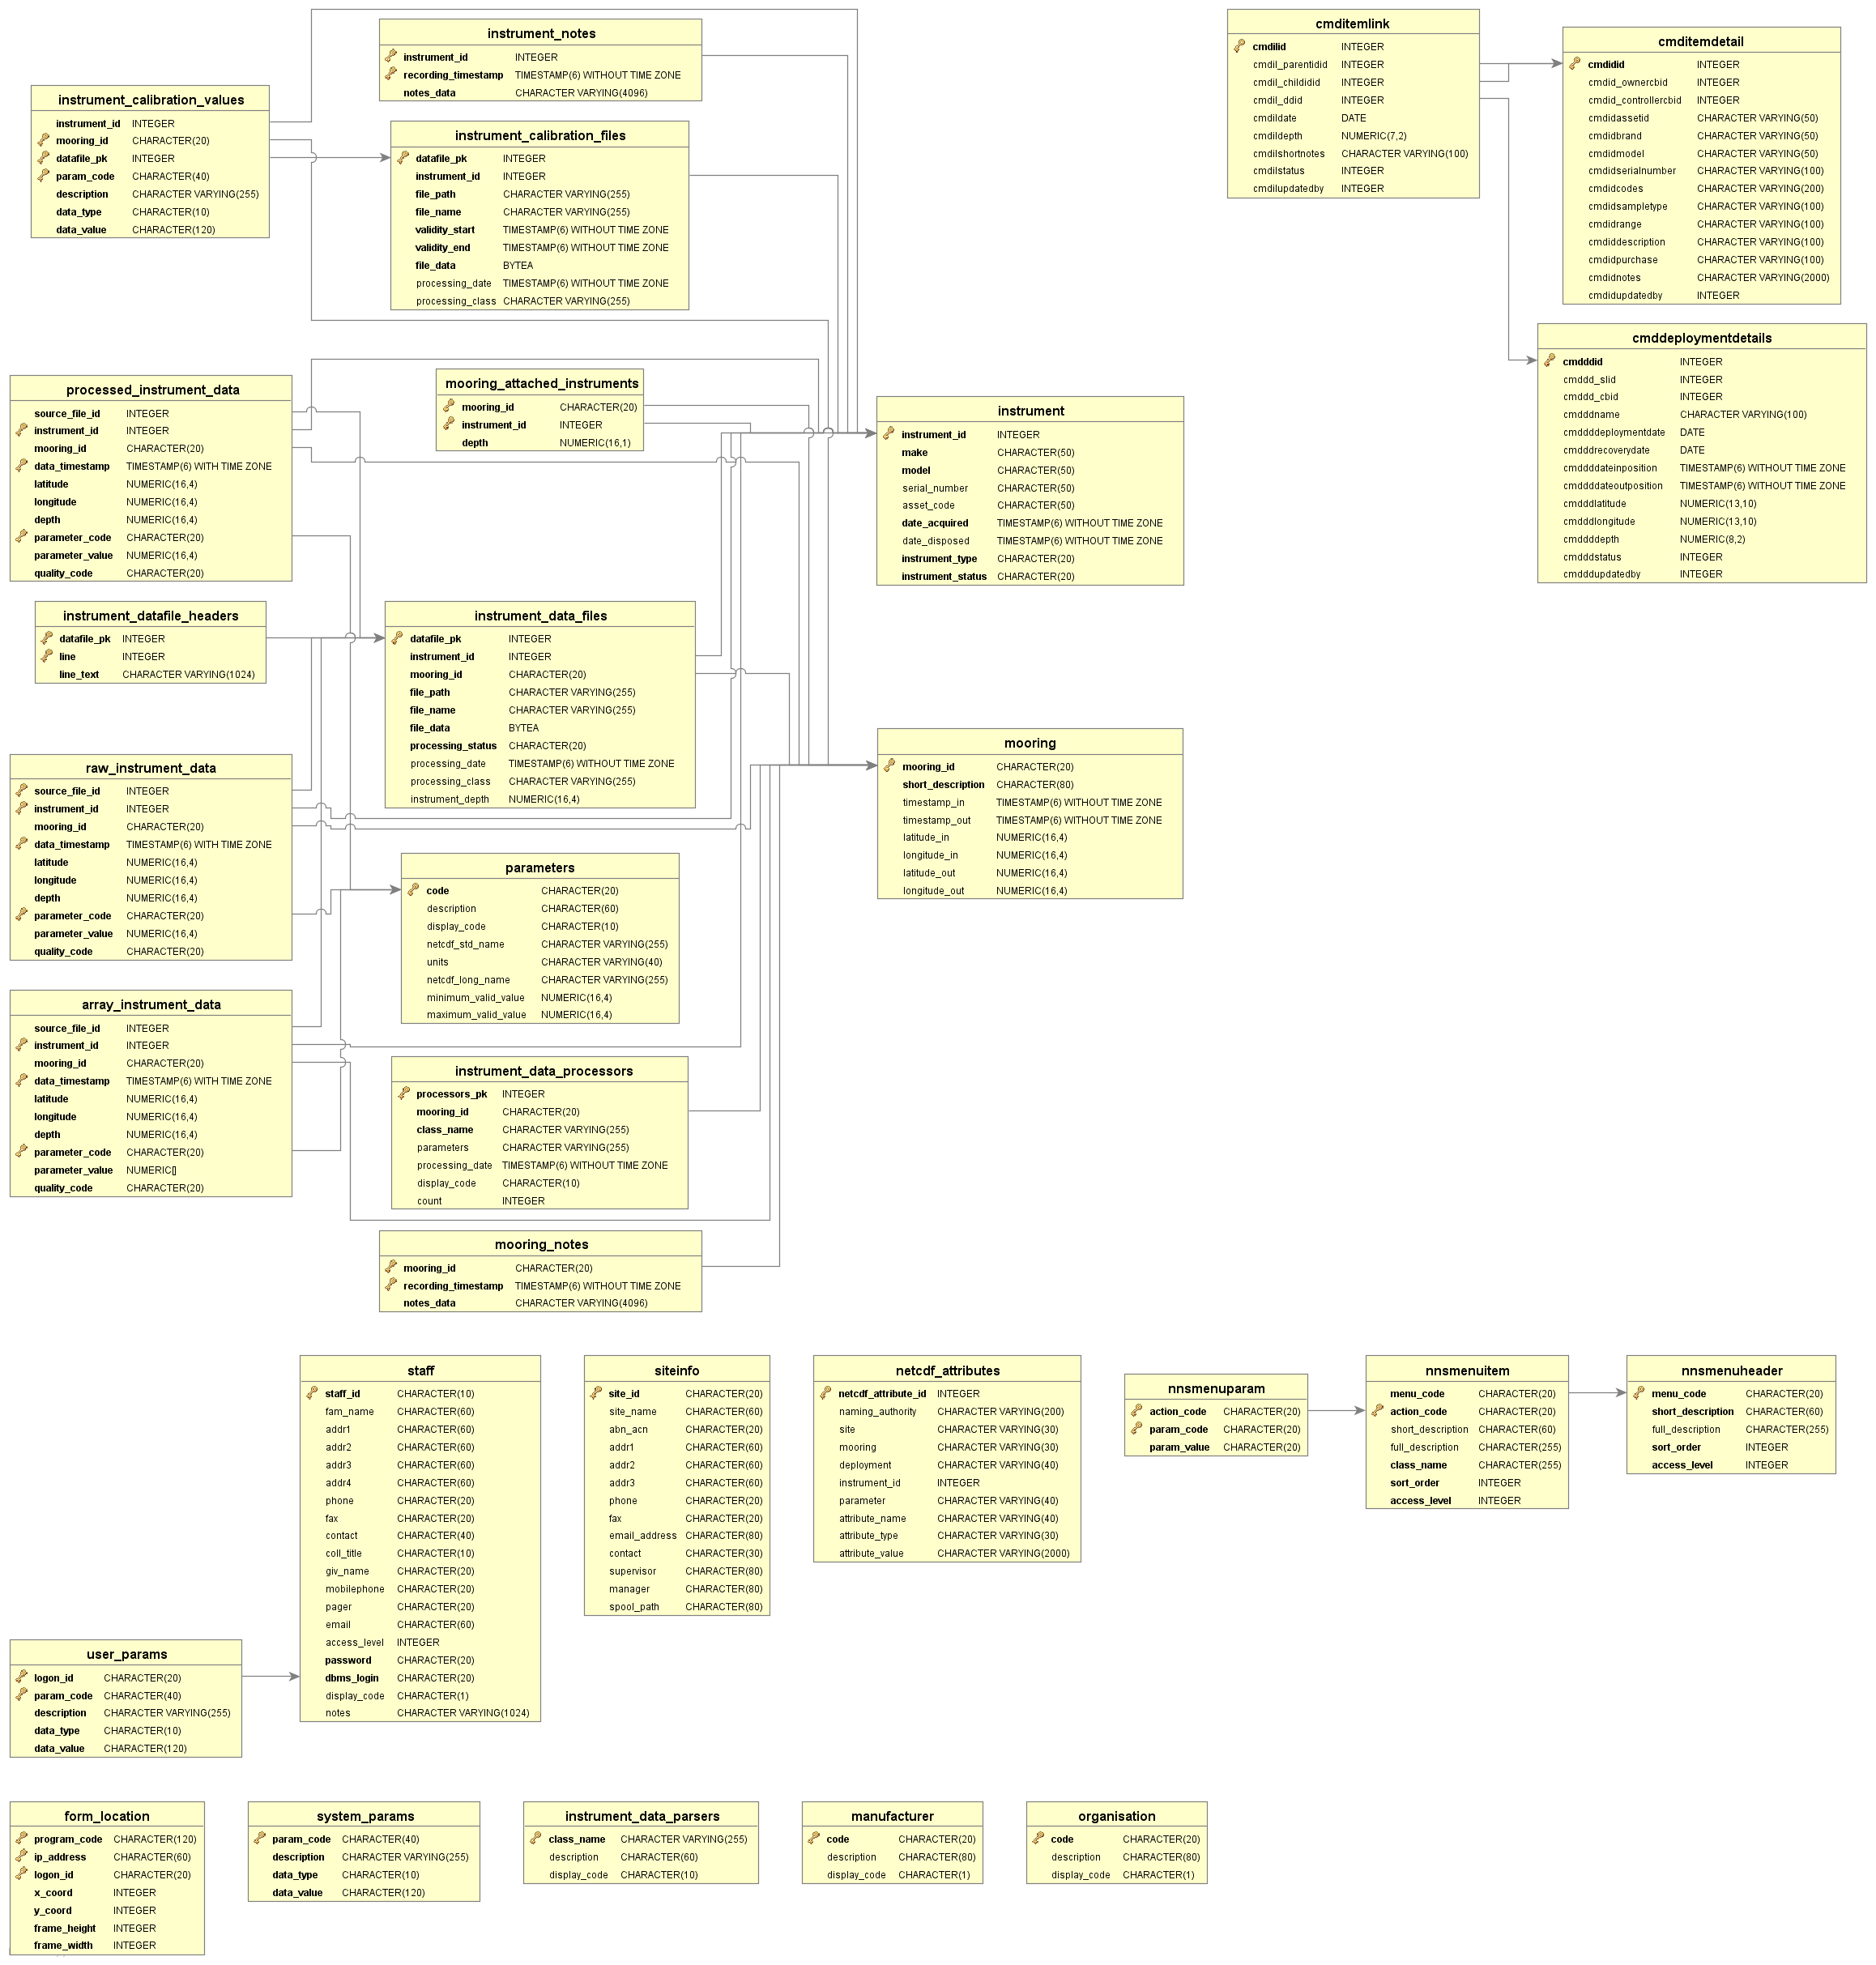 instrument_notes
instrument_id INTEGER
recording_timestamp TIMESTAMP(6) WITHOUT TIME ZONE
notes_data CHARACTER VARYING(4096)
cmditemlink
cmdilid INTEGER
cmdil_parentidid INTEGER
cmdil_childidid INTEGER
cmdil_ddid INTEGER
cmdildate DATE
cmdildepth NUMERIC(7,2)
cmdilshortnotes CHARACTER VARYING(100)
cmdilstatus INTEGER
cmdilupdatedby INTEGER
cmditemdetail
cmdidid INTEGER
cmdid_ownercbid INTEGER
cmdid_controllercbid INTEGER
cmdidassetid CHARACTER VARYING(50)
cmdidbrand CHARACTER VARYING(50)
cmdidmodel CHARACTER VARYING(50)
cmdidserialnumber CHARACTER VARYING(100)
cmdidcodes CHARACTER VARYING(200)
cmdidsampletype CHARACTER VARYING(100)
cmdidrange CHARACTER VARYING(100)
cmdiddescription CHARACTER VARYING(100)
cmdidpurchase CHARACTER VARYING(100)
cmdidnotes CHARACTER VARYING(2000)
cmdidupdatedby INTEGER
instrument_calibration_values
instrument_id INTEGER
mooring_id CHARACTER(20)
datafile_pk INTEGER
param_code CHARACTER(40)
description CHARACTER VARYING(255)
data_type CHARACTER(10)
data_value CHARACTER(120)
instrument_calibration_files
datafile_pk INTEGER
instrument_id INTEGER
file_path CHARACTER VARYING(255)
file_name CHARACTER VARYING(255)
validity_start TIMESTAMP(6) WITHOUT TIME ZONE
validity_end TIMESTAMP(6) WITHOUT TIME ZONE
file_data BYTEA
processing_date TIMESTAMP(6) WITHOUT TIME ZONE
processing_class CHARACTER VARYING(255)
cmddeploymentdetails
cmdddid INTEGER
cmddd_slid INTEGER
cmddd_cbid INTEGER
cmdddname CHARACTER VARYING(100)
cmddddeploymentdate DATE
cmdddrecoverydate DATE
cmddddateinposition TIMESTAMP(6) WITHOUT TIME ZONE
cmddddateoutposition TIMESTAMP(6) WITHOUT TIME ZONE
cmdddlatitude NUMERIC(13,10)
cmdddlongitude NUMERIC(13,10)
cmddddepth NUMERIC(8,2)
cmdddstatus INTEGER
cmdddupdatedby INTEGER
processed_instrument_data
source_file_id INTEGER
instrument_id INTEGER
mooring_id CHARACTER(20)
data_timestamp TIMESTAMP(6) WITH TIME ZONE
latitude NUMERIC(16,4)
longitude NUMERIC(16,4)
depth NUMERIC(16,4)
parameter_code CHARACTER(20)
parameter_value NUMERIC(16,4)
quality_code CHARACTER(20)
mooring_attached_instruments
mooring_id CHARACTER(20)
instrument_id INTEGER
depth NUMERIC(16,1)
instrument
instrument_id INTEGER
make CHARACTER(50)
model CHARACTER(50)
serial_number CHARACTER(50)
asset_code CHARACTER(50)
date_acquired TIMESTAMP(6) WITHOUT TIME ZONE
date_disposed TIMESTAMP(6) WITHOUT TIME ZONE
instrument_type CHARACTER(20)
instrument_status CHARACTER(20)
instrument_datafile_headers
datafile_pk INTEGER
line INTEGER
line_text CHARACTER VARYING(1024)
instrument_data_files
datafile_pk INTEGER
instrument_id INTEGER
mooring_id CHARACTER(20)
file_path CHARACTER VARYING(255)
file_name CHARACTER VARYING(255)
file_data BYTEA
processing_status CHARACTER(20)
processing_date TIMESTAMP(6) WITHOUT TIME ZONE
processing_class CHARACTER VARYING(255)
instrument_depth NUMERIC(16,4)
mooring
mooring_id CHARACTER(20)
short_description CHARACTER(80)
timestamp_in TIMESTAMP(6) WITHOUT TIME ZONE
timestamp_out TIMESTAMP(6) WITHOUT TIME ZONE
latitude_in NUMERIC(16,4)
longitude_in NUMERIC(16,4)
latitude_out NUMERIC(16,4)
longitude_out NUMERIC(16,4)
raw_instrument_data
source_file_id INTEGER
instrument_id INTEGER
mooring_id CHARACTER(20)
data_timestamp TIMESTAMP(6) WITH TIME ZONE
latitude NUMERIC(16,4)
longitude NUMERIC(16,4)
depth NUMERIC(16,4)
parameter_code CHARACTER(20)
parameter_value NUMERIC(16,4)
quality_code CHARACTER(20)
parameters
code CHARACTER(20)
description CHARACTER(60)
display_code CHARACTER(10)
netcdf_std_name CHARACTER VARYING(255)
units CHARACTER VARYING(40)
netcdf_long_name CHARACTER VARYING(255)
minimum_valid_value NUMERIC(16,4)
maximum_valid_value NUMERIC(16,4)
array_instrument_data
source_file_id INTEGER
instrument_id INTEGER
mooring_id CHARACTER(20)
data_timestamp TIMESTAMP(6) WITH TIME ZONE
latitude NUMERIC(16,4)
longitude NUMERIC(16,4)
depth NUMERIC(16,4)
parameter_code CHARACTER(20)
parameter_value NUMERIC[]
quality_code CHARACTER(20)
instrument_data_processors
processors_pk INTEGER
mooring_id CHARACTER(20)
class_name CHARACTER VARYING(255)
parameters CHARACTER VARYING(255)
processing_date TIMESTAMP(6) WITHOUT TIME ZONE
display_code CHARACTER(10)
count INTEGER
mooring_notes
mooring_id CHARACTER(20)
recording_timestamp TIMESTAMP(6) WITHOUT TIME ZONE
notes_data CHARACTER VARYING(4096)
staff
staff_id CHARACTER(10)
fam_name CHARACTER(60)
addr1 CHARACTER(60)
addr2 CHARACTER(60)
addr3 CHARACTER(60)
addr4 CHARACTER(60)
phone CHARACTER(20)
fax CHARACTER(20)
contact CHARACTER(40)
coll_title CHARACTER(10)
giv_name CHARACTER(20)
mobilephone CHARACTER(20)
pager CHARACTER(20)
email CHARACTER(60)
access_level INTEGER
password CHARACTER(20)
dbms_login CHARACTER(20)
display_code CHARACTER(1)
notes CHARACTER VARYING(1024)
siteinfo
site_id CHARACTER(20)
site_name CHARACTER(60)
abn_acn CHARACTER(20)
addr1 CHARACTER(60)
addr2 CHARACTER(60)
addr3 CHARACTER(60)
phone CHARACTER(20)
fax CHARACTER(20)
email_address CHARACTER(80)
contact CHARACTER(30)
supervisor CHARACTER(80)
manager CHARACTER(80)
spool_path CHARACTER(80)
netcdf_attributes
netcdf_attribute_id INTEGER
naming_authority CHARACTER VARYING(200)
site CHARACTER VARYING(30)
mooring CHARACTER VARYING(30)
deployment CHARACTER VARYING(40)
instrument_id INTEGER
parameter CHARACTER VARYING(40)
attribute_name CHARACTER VARYING(40)
attribute_type CHARACTER VARYING(30)
attribute_value CHARACTER VARYING(2000)
nnsmenuparam
action_code CHARACTER(20)
param_code CHARACTER(20)
param_value CHARACTER(20)
nnsmenuitem
menu_code CHARACTER(20)
action_code CHARACTER(20)
short_description CHARACTER(60)
full_description CHARACTER(255)
class_name CHARACTER(255)
sort_order INTEGER
access_level INTEGER
nnsmenuheader
menu_code CHARACTER(20)
short_description CHARACTER(60)
full_description CHARACTER(255)
sort_order INTEGER
access_level INTEGER
user_params
logon_id CHARACTER(20)
param_code CHARACTER(40)
description CHARACTER VARYING(255)
data_type CHARACTER(10)
data_value CHARACTER(120)
form_location
program_code CHARACTER(120)
ip_address CHARACTER(60)
logon_id CHARACTER(20)
x_coord INTEGER
y_coord INTEGER
frame_height INTEGER
frame_width INTEGER
system_params
param_code CHARACTER(40)
description CHARACTER VARYING(255)
data_type CHARACTER(10)
data_value CHARACTER(120)
instrument_data_parsers
class_name CHARACTER VARYING(255)
description CHARACTER(60)
display_code CHARACTER(10)
manufacturer
code CHARACTER(20)
description CHARACTER(80)
display_code CHARACTER(1)
organisation
code CHARACTER(20)
description CHARACTER(80)
display_code CHARACTER(1)